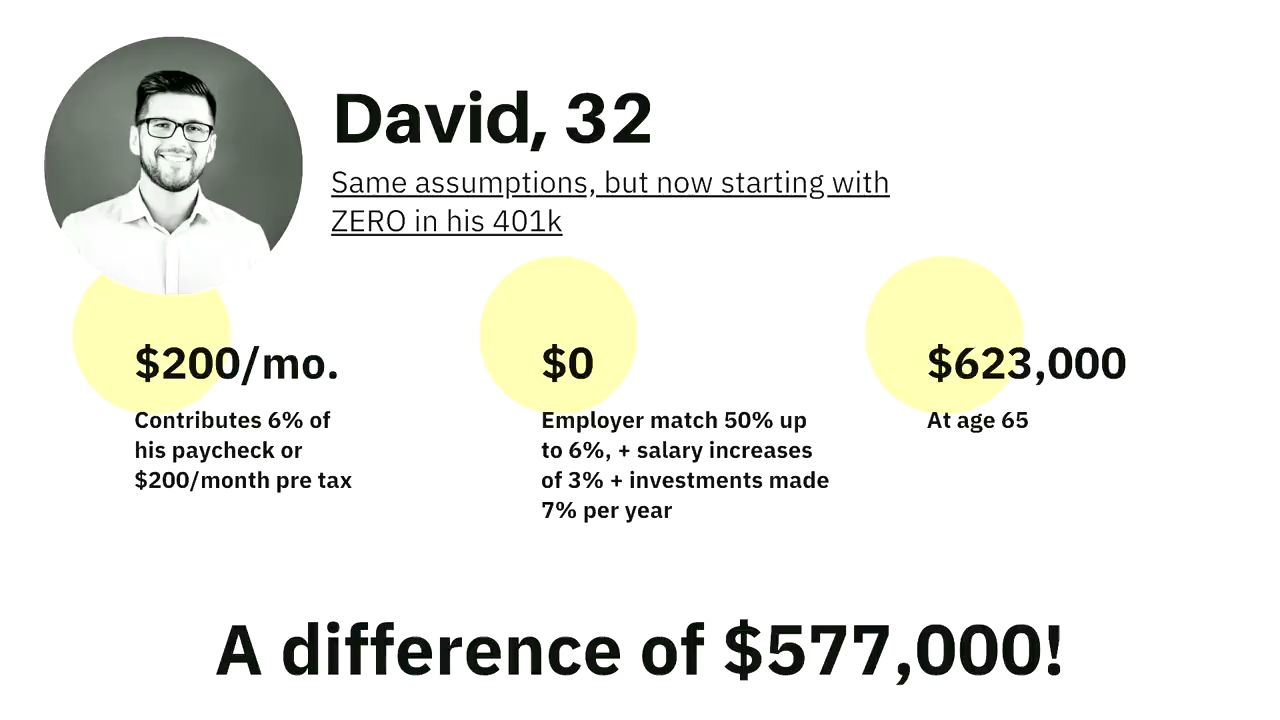 David, 32
Same assumptions, but now starting with
ZERO in his 401k
$200/mo.
Contributes 6% of
his paycheck or
$200/month pre tax
$0
Employer match 50% up
to 6%, + salary increases
of 3% + investments made
7% per year
$623,000
At age 65
A difference of $577,000!